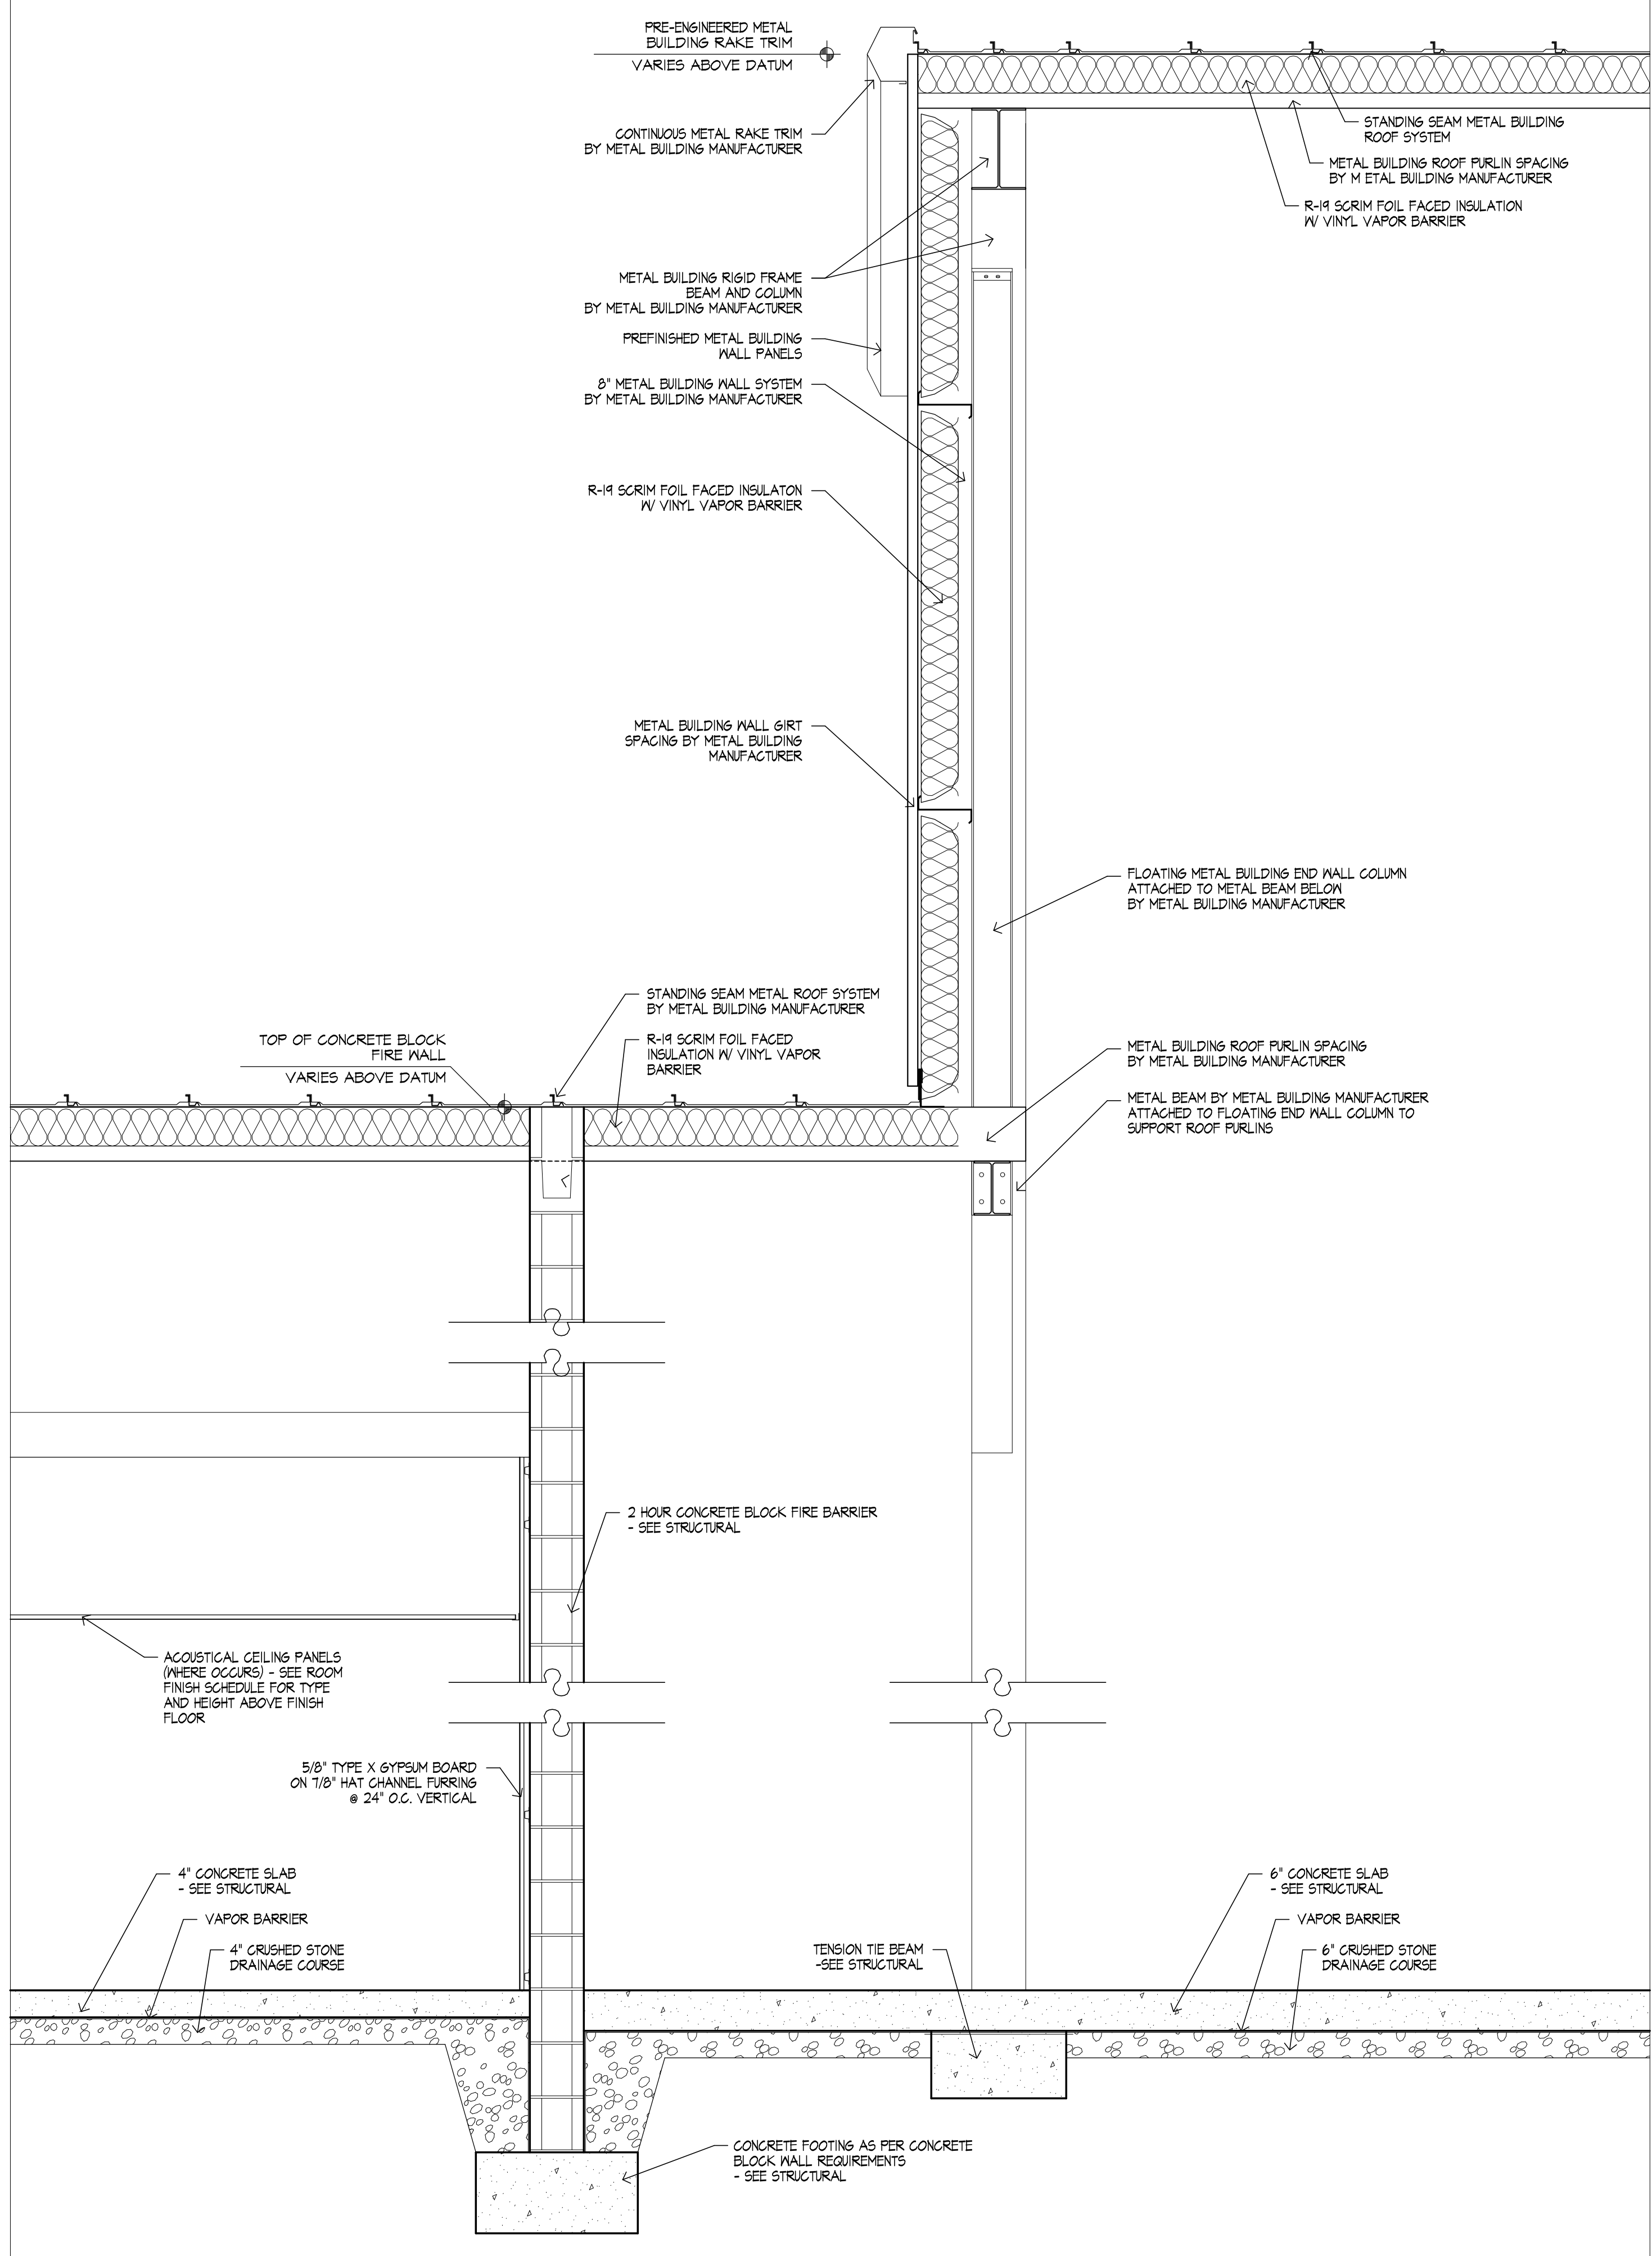 PRE-ENGINEERED METAL
BUILDING RAKE TRIM
VARIES ABOVE DATUM
CONTINUOUS METAL RAKE TRIM
BY METAL BUILDING MANUFACTURER
STANDING SEAM METAL BUILDING
ROOF SYSTEM
METAL BUILDING ROOF PURLIN SPACING
BY M ETAL BUILDING MANUFACTURER
R-19 SCRIM FOIL FACED INSULATION
W/ VINYL VAPOR BARRIER
METAL BUILDING RIGID FRAME
BEAM AND COLUMN
BY METAL BUILDING MANUFACTURER
PREFINISHED METAL BUILDING
WALL PANELS
8" METAL BUILDING WALL SYSTEM
BY METAL BUILDING MANUFACTURER
R-19 SCRIM FOIL FACED INSULATON
W/ VINYL VAPOR BARRIER
METAL BUILDING WALL GIRT
SPACING BY METAL BUILDING
MANUFACTURER
FLOATING METAL BUILDING END WALL COLUMN
ATTACHED TO METAL BEAM BELOW
BY METAL BUILDING MANUFACTURER
STANDING SEAM METAL ROOF SYSTEM
BY METAL BUILDING MANUFACTURER
R-19 SCRIM FOIL FACED
INSULATION W/ VINYL VAPOR
BARRIER
TOP OF CONCRETE BLOCK
FIRE WALL
VARIES ABOVE DATUM
METAL BUILDING ROOF PURLIN SPACING
BY METAL BUILDING MANUFACTURER
METAL BEAM BY METAL BUILDING MANUFACTURER
ATTACHED TO FLOATING END WALL COLUMN TO
SUPPORT ROOF PURLINS
2 HOUR CONCRETE BLOCK FIRE BARRIER
- SEE STRUCTURAL
ACOUSTICAL CEILING PANELS
(WHERE OCCURS) - SEE ROOM
FINISH SCHEDULE FOR TYPE
AND HEIGHT ABOVE FINISH
FLOOR
5/8" TYPE X GYPSUM BOARD
ON 7/8" HAT CHANNEL FURRING
@ 24" O.C. VERTICAL
4" CONCRETE SLAB
- SEE STRUCTURAL
VAPOR BARRIER
4" CRUSHED STONE
DRAINAGE COURSE
TENSION TIE BEAM
-SEE STRUCTURAL
6" CONCRETE SLAB
- SEE STRUCTURAL
VAPOR BARRIER
6" CRUSHED STONE
DRAINAGE COURSE
CONCRETE FOOTING AS PER CONCRETE
BLOCK WALL REQUIREMENTS
- SEE STRUCTURAL